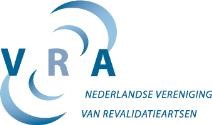 VRA
NEDERLANDSE VERENIGING
VAN REVALIDATIEARTSEN